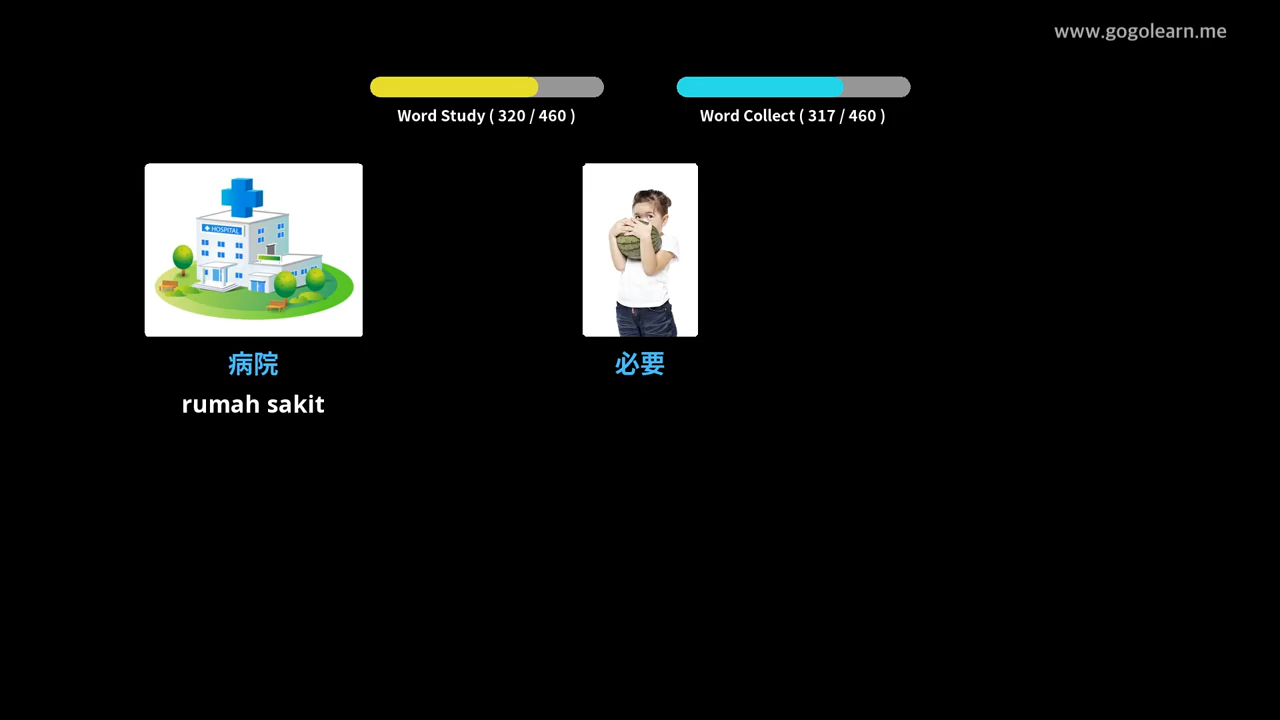 www.gogolearn.me
Word Study ( 320 / 460 )
Word Collect ( 317 / 460 )
HOSPITAL
病院
必要
rumah sakit